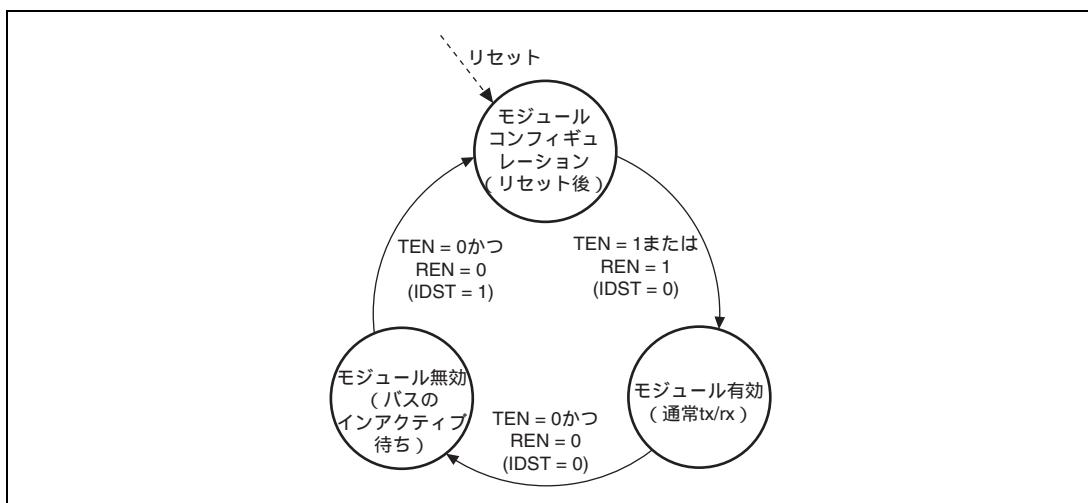 リセット
モジュール
コンフィギュ
レーション
（リセット後）
TEN = 0かつ
REN = 0
(IDST = 1)
TEN = 1または
REN = 1
(IDST = 0)
モジュール無効
（バスの
インアクティブ
待ち）
モジュール有効
（通常tx/rx）
TEN = 0かつ
REN = 0
(IDST = 0)